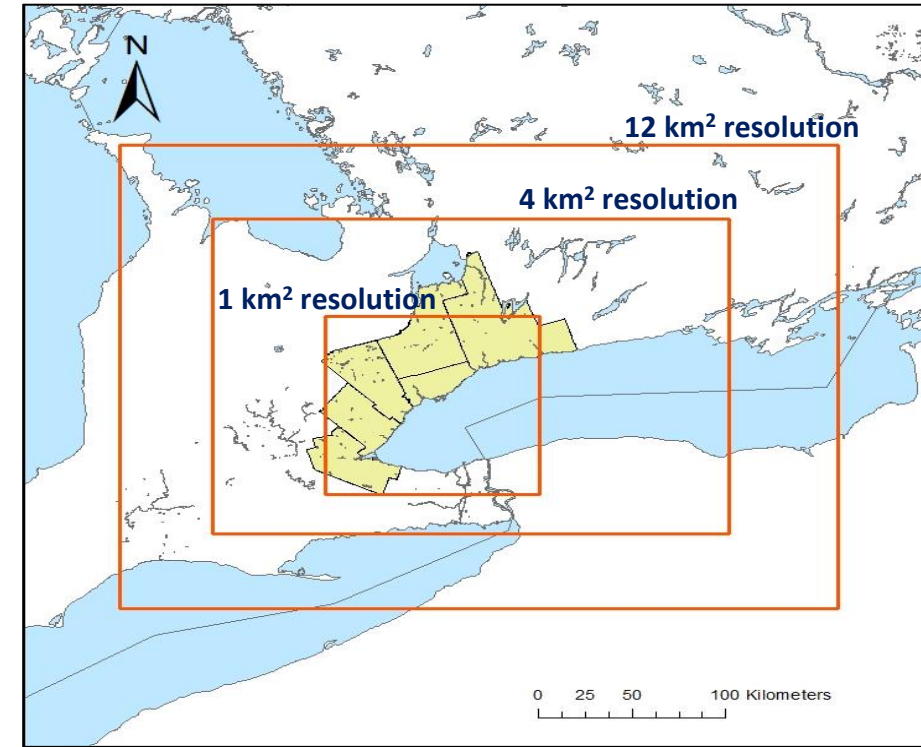 N
12 km² resolution
4 km² resolution
1 km² resolution
0 25 50 100 Kilometers